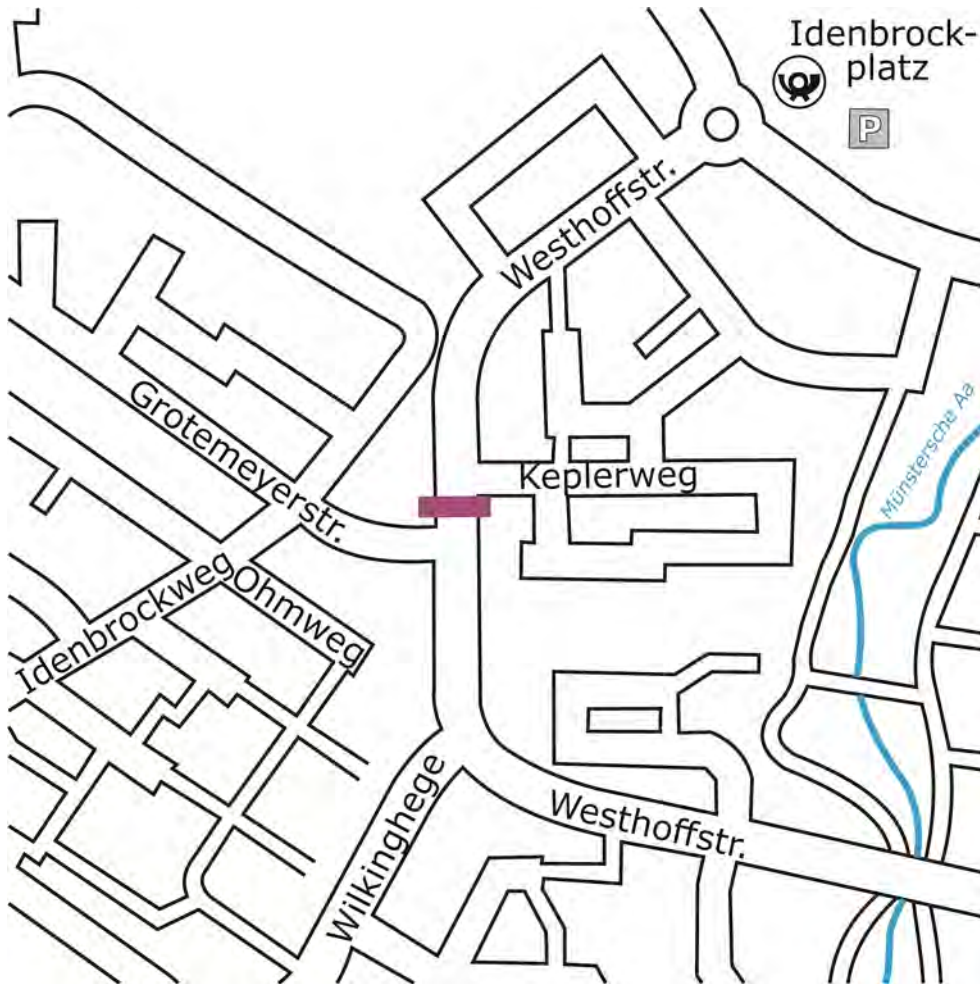 Idenbrock-
platz
P
Westhoffstr.
Münstersche Aa
Grotemeyerstr.
Keplerweg
Idenbrockweg
Ohmweg
Wilkinghege
Westhoffstr.